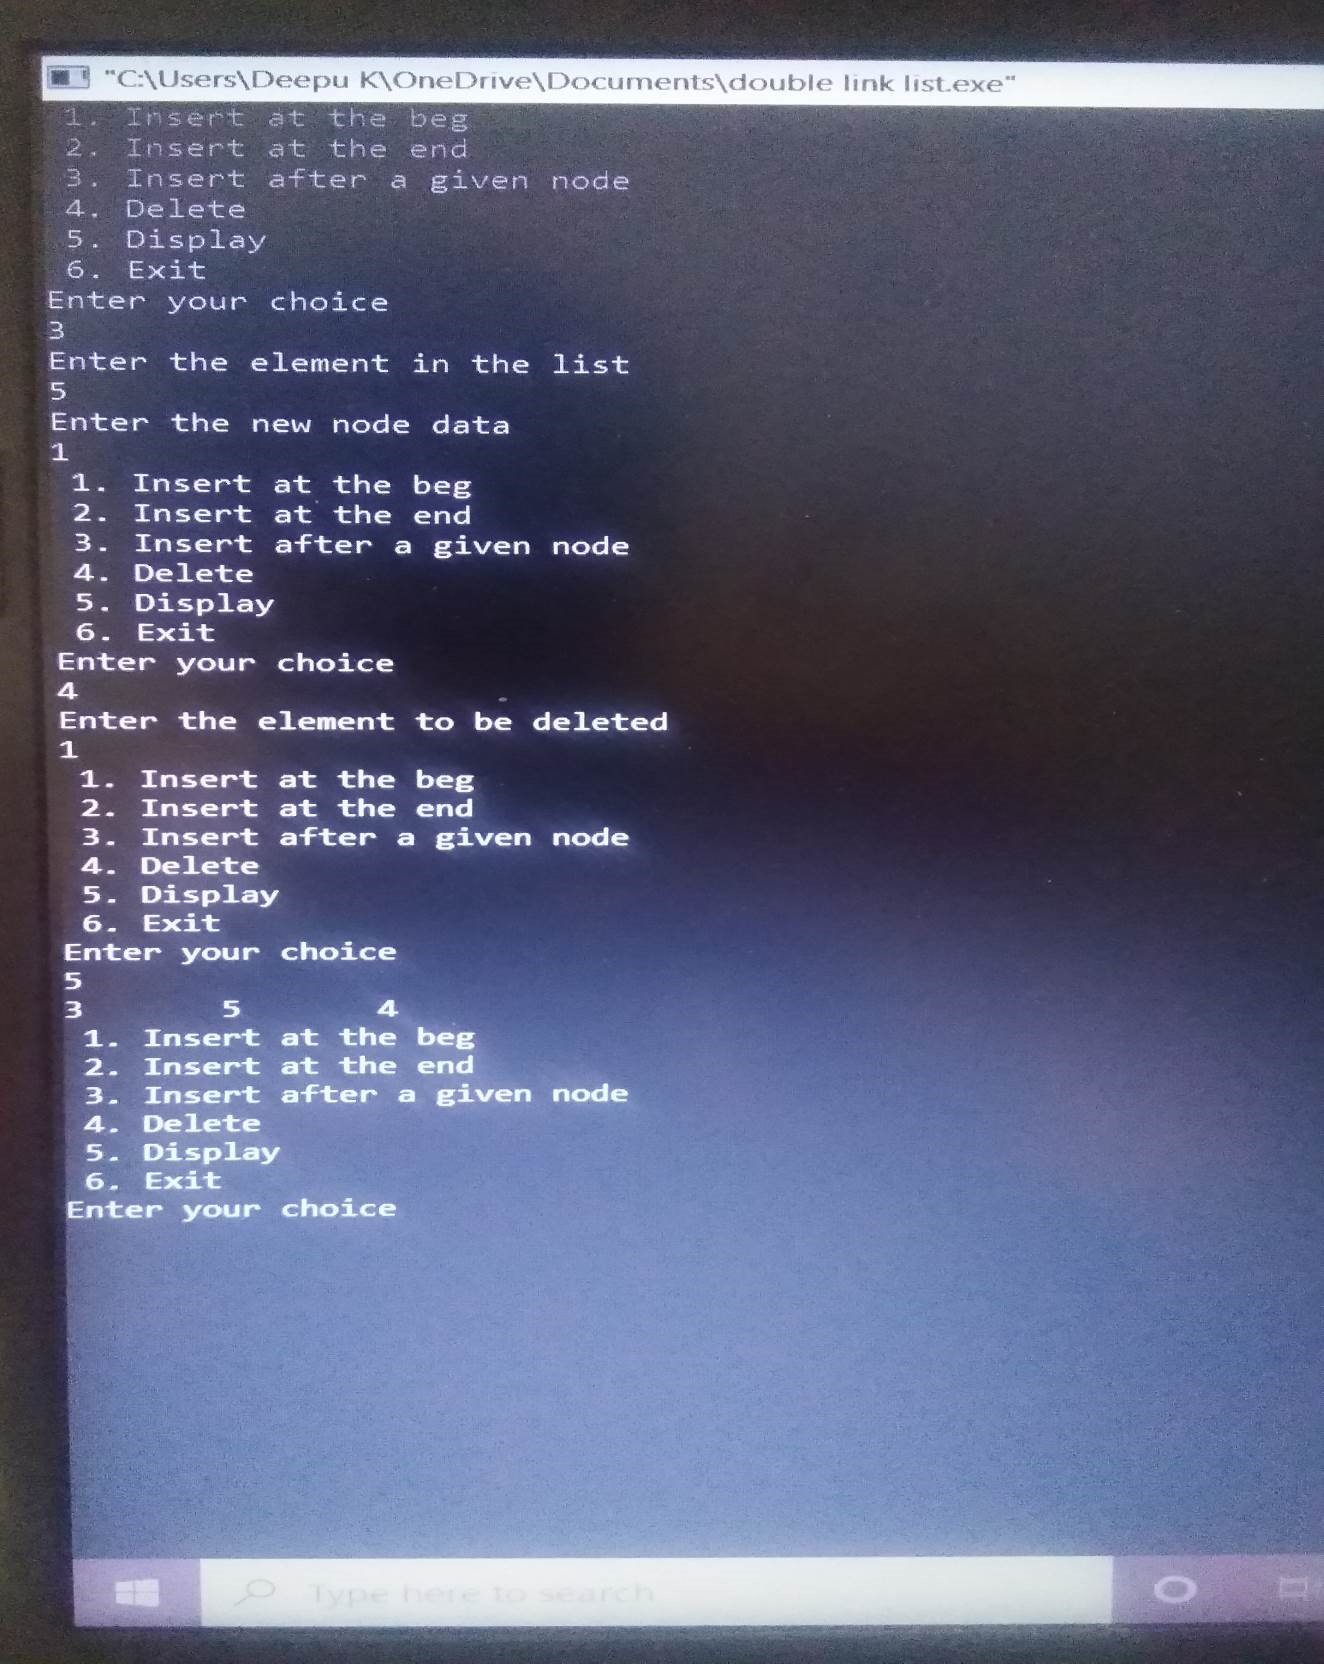 "C:\Users\Deepu K\OneDrive\Documents\double link list.exe"
1. Insert at the beg
2. Insert at the end
3. Insert after a given node
4. Delete
5. Display
6. Exit
Enter your choice
3
Enter the element in the list
5
Enter the new node data
1
1. Insert at the beg
2. Insert at the end
3. Insert after a given node
4. Delete
5. Display
6. Exit
Enter your choice
4
Enter the element to be deleted
1
1. Insert at the beg
2. Insert at the end
3. Insert after a given node
4. Delete
5. Display
6. Exit
Enter your choice
5
3 5 4
1. Insert at the beg
2. Insert at the end
3. Insert after a given node
4. Delete
5. Display
6. Exit
Enter your choice
Type here to search